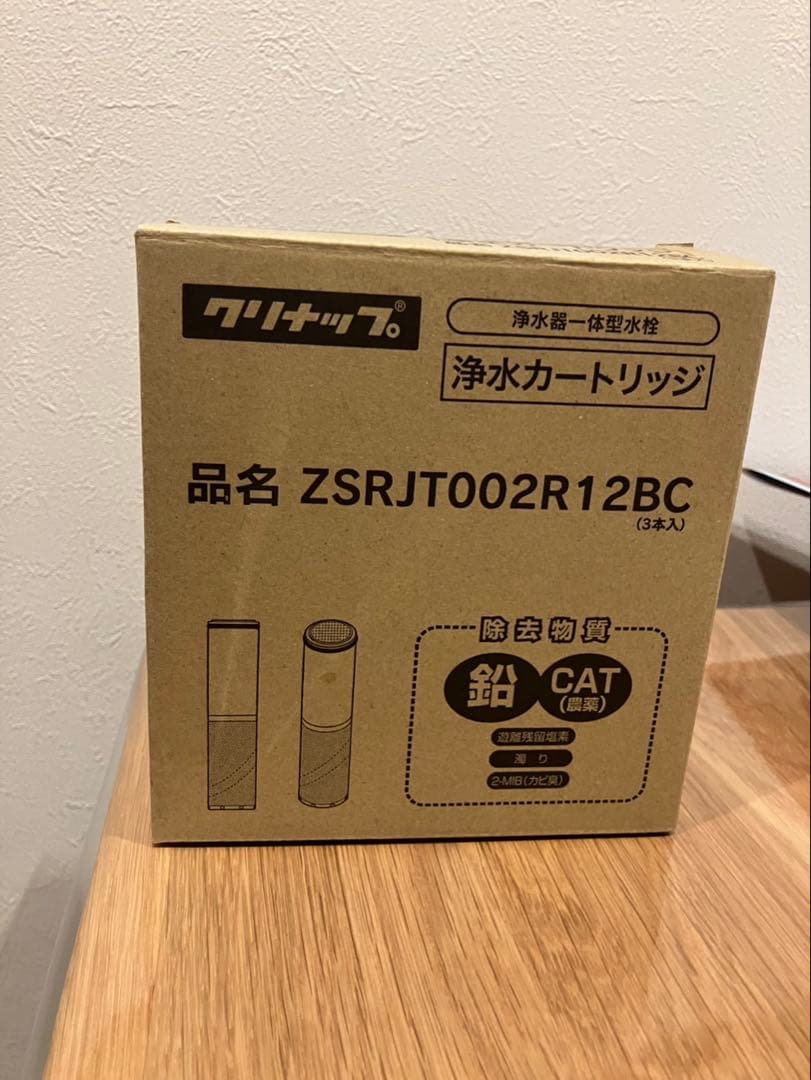 クリナップ®
浄水器一体型水栓
浄水カートリッジ
品名 ZSRJT002R12BC
(3本入)
除去物質
鉛
CAT
(農薬)
遊離残留塩素
濁り
2-MIB(カビ臭)